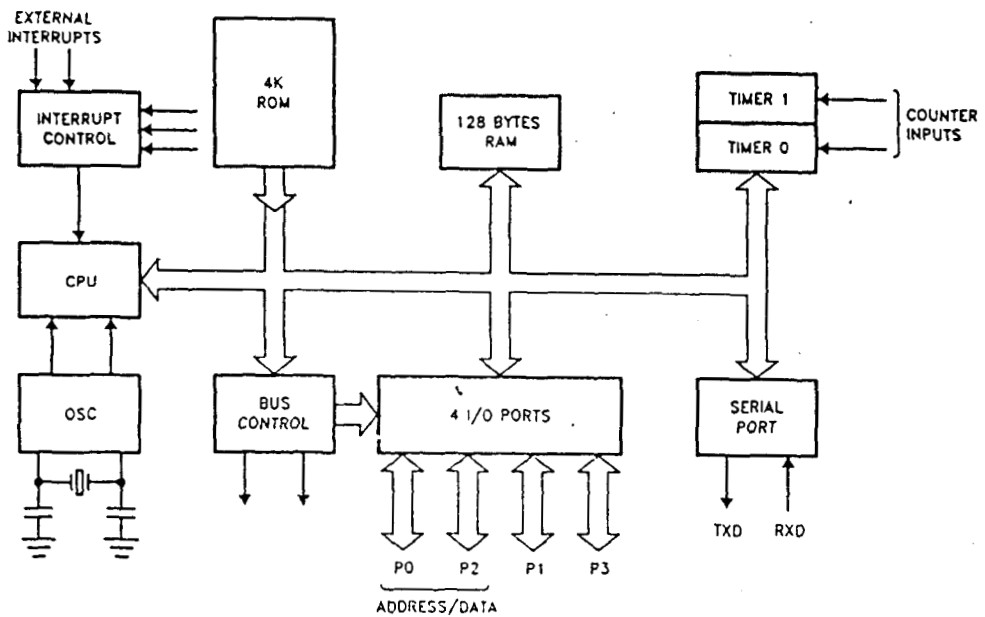 EXTERNAL
INTERRUPTS
INTERRUPT
CONTROL
4K
ROM
128 BYTES
RAM
TIMER 1
TIMER 0
COUNTER
INPUTS
CPU
OSC
BUS
CONTROL
4 I/O PORTS
SERIAL
PORT
TXD
RXD
P0
P2
P1
P3
ADDRESS/DATA